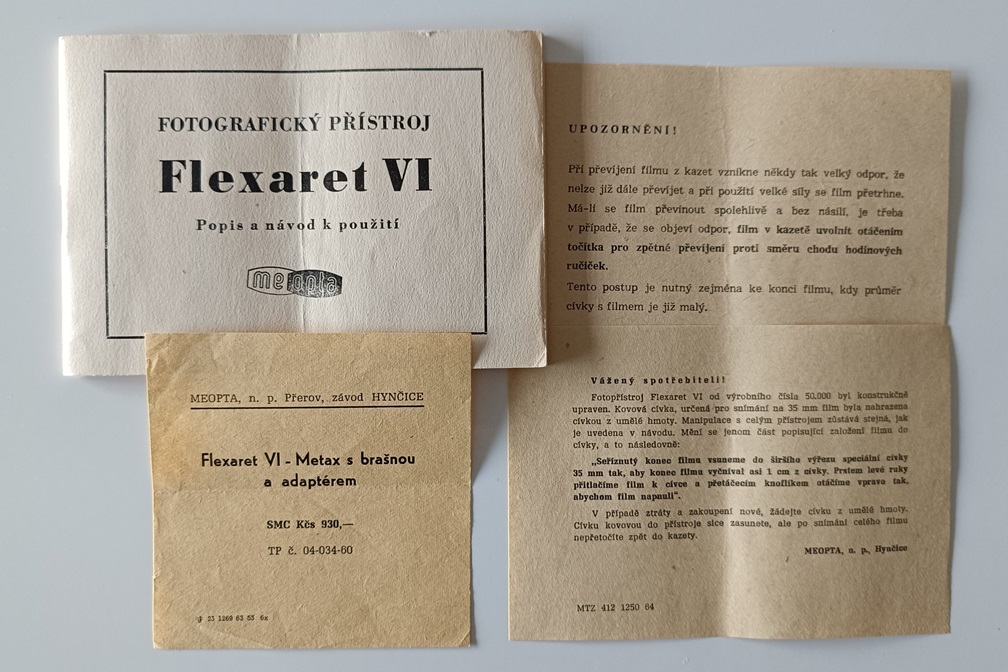 FOTOGRAFICKÝ PŘÍSTROJ
Flexaret VI
Popis a návod k použití
meopta
MEOPTA, n. p. Přerov, závod HYNČICE
Flexaret VI - Metax s brašnou
a adaptérem
SMC Kčs 930,—
TP č. 04-034-60
23 1269 63 55 6x
UPOZORNĚNÍ!
Při převíjení filmu z kazet vznikne někdy tak velký odpor, že
nelze již dále převíjet a při použití velké síly se film přetrhne.
Má-li se film převinout spolehlivě a bez násilí, je třeba
v případě, že se objeví odpor, film v kazetě uvolnit otáčením
točítka pro zpětné převíjení proti směru chodu hodinových
ručiček.
Tento postup je nutný zejména ke konci filmu, kdy průměr
cívky s filmem je již malý.
Vážený spotřebiteli!
Fotopřístroj Flexaret VI od výrobního čísla 50.000 byl konstrukčně
upraven. Kovová cívka, určená pro snímání na 35 mm film byla nahrazena
cívkou z umělé hmoty. Manipulace s celým přístrojem zůstává stejná, jak
je uvedena v návodu. Mění se jenom část popisující založení filmu do
cívky, a to následovně:
„Seříznutý konec filmu vsuneme do širšího výřezu speciální cívky
35 mm tak, aby konec filmu vyčníval asi 1 cm z cívky. Prstem levé ruky
přitlačíme film k cívce a přetáčecím knoflíkem otáčíme vpravo tak,
abychom film napnuli".
V případě ztráty a zakoupení nové, žádejte cívku z umělé hmoty.
Cívku kovovou do přístroje sice zasunete, ale po snímání celého filmu
nepřetočíte zpět do kazety.
MEOPTA, n. p., Hynčice
MTZ 412 1250 64